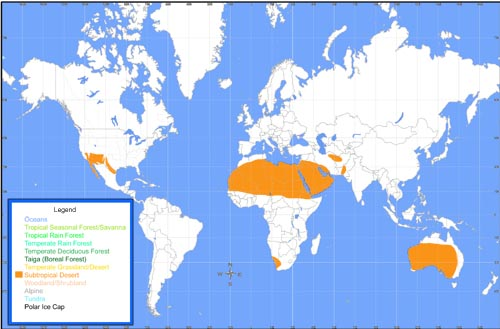 N
W
E
S
Legend
Oceans
Tropical Seasonal Forest/Savanna
Tropical Rain Forest
Temperate Rain Forest
Temperate Deciduous Forest
Taiga (Boreal Forest)
Temperate Grassland/Desert
Subtropical Desert
Woodland/Shrubland
Alpine
Tundra
Polar Ice Cap